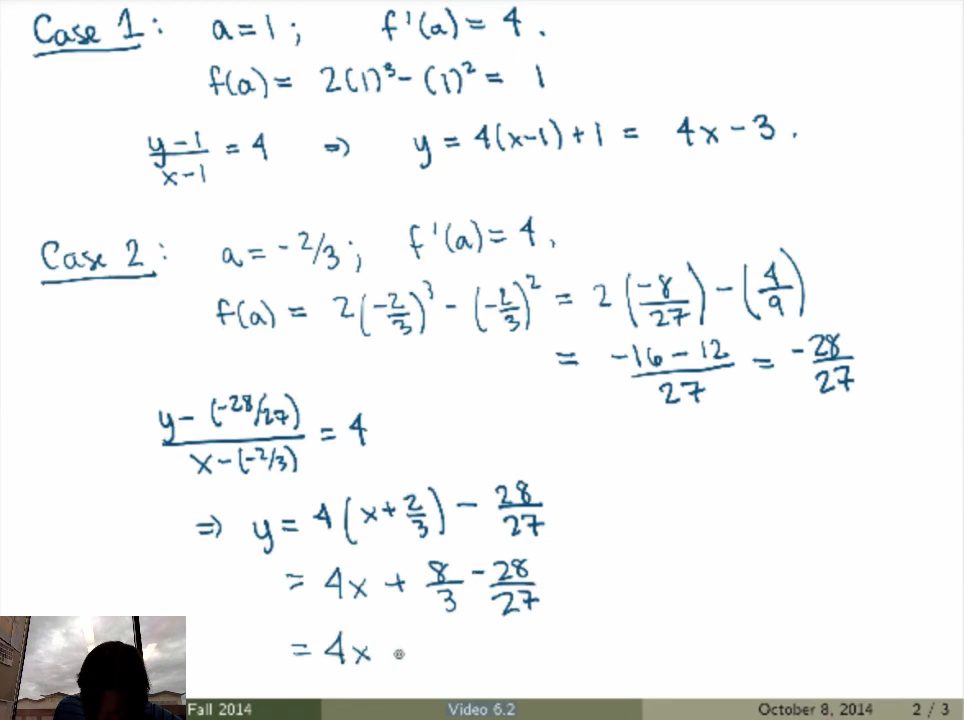 Case 1: a = 1; f'(a) = 4.
f(a) = 2(1)³ - (1)² = 1
y-1/x-1 = 4 ⇒ y = 4(x-1)+1 = 4x - 3.
Case 2: a = -2/3; f'(a) = 4,
f(a) = 2(-2/3)³ - (-2/3)² = 2(-8/27) - (4/9)
= -16-12/27 = -28/27
y-(-28/27)/x-(-2/3) = 4
⇒ y = 4(x+2/3) - 28/27
= 4x + 8/3 - 28/27
= 4x
Fall 2014 Video 6.2 October 8, 2014 2 / 3